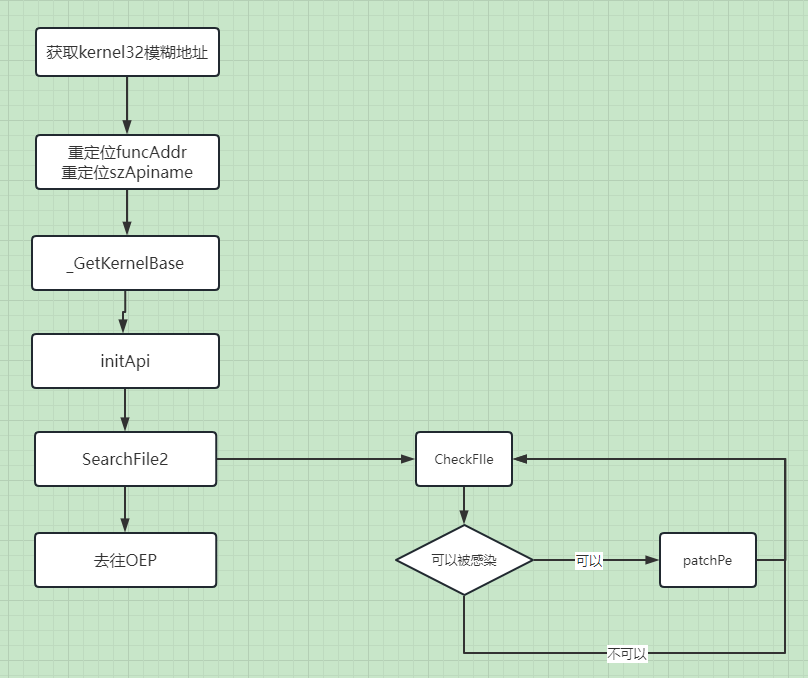 获取kernel32模糊地址
重定位funcAddr
重定位szApiname
_GetKernelBase
initApi
SearchFile2
CheckFIle
去往OEP
可以被感染
可以
patchPe
不可以